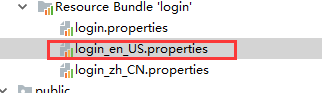 Resource Bundle 'login'
login.properties
login_en_US.properties
login_zh_CN.properties
public